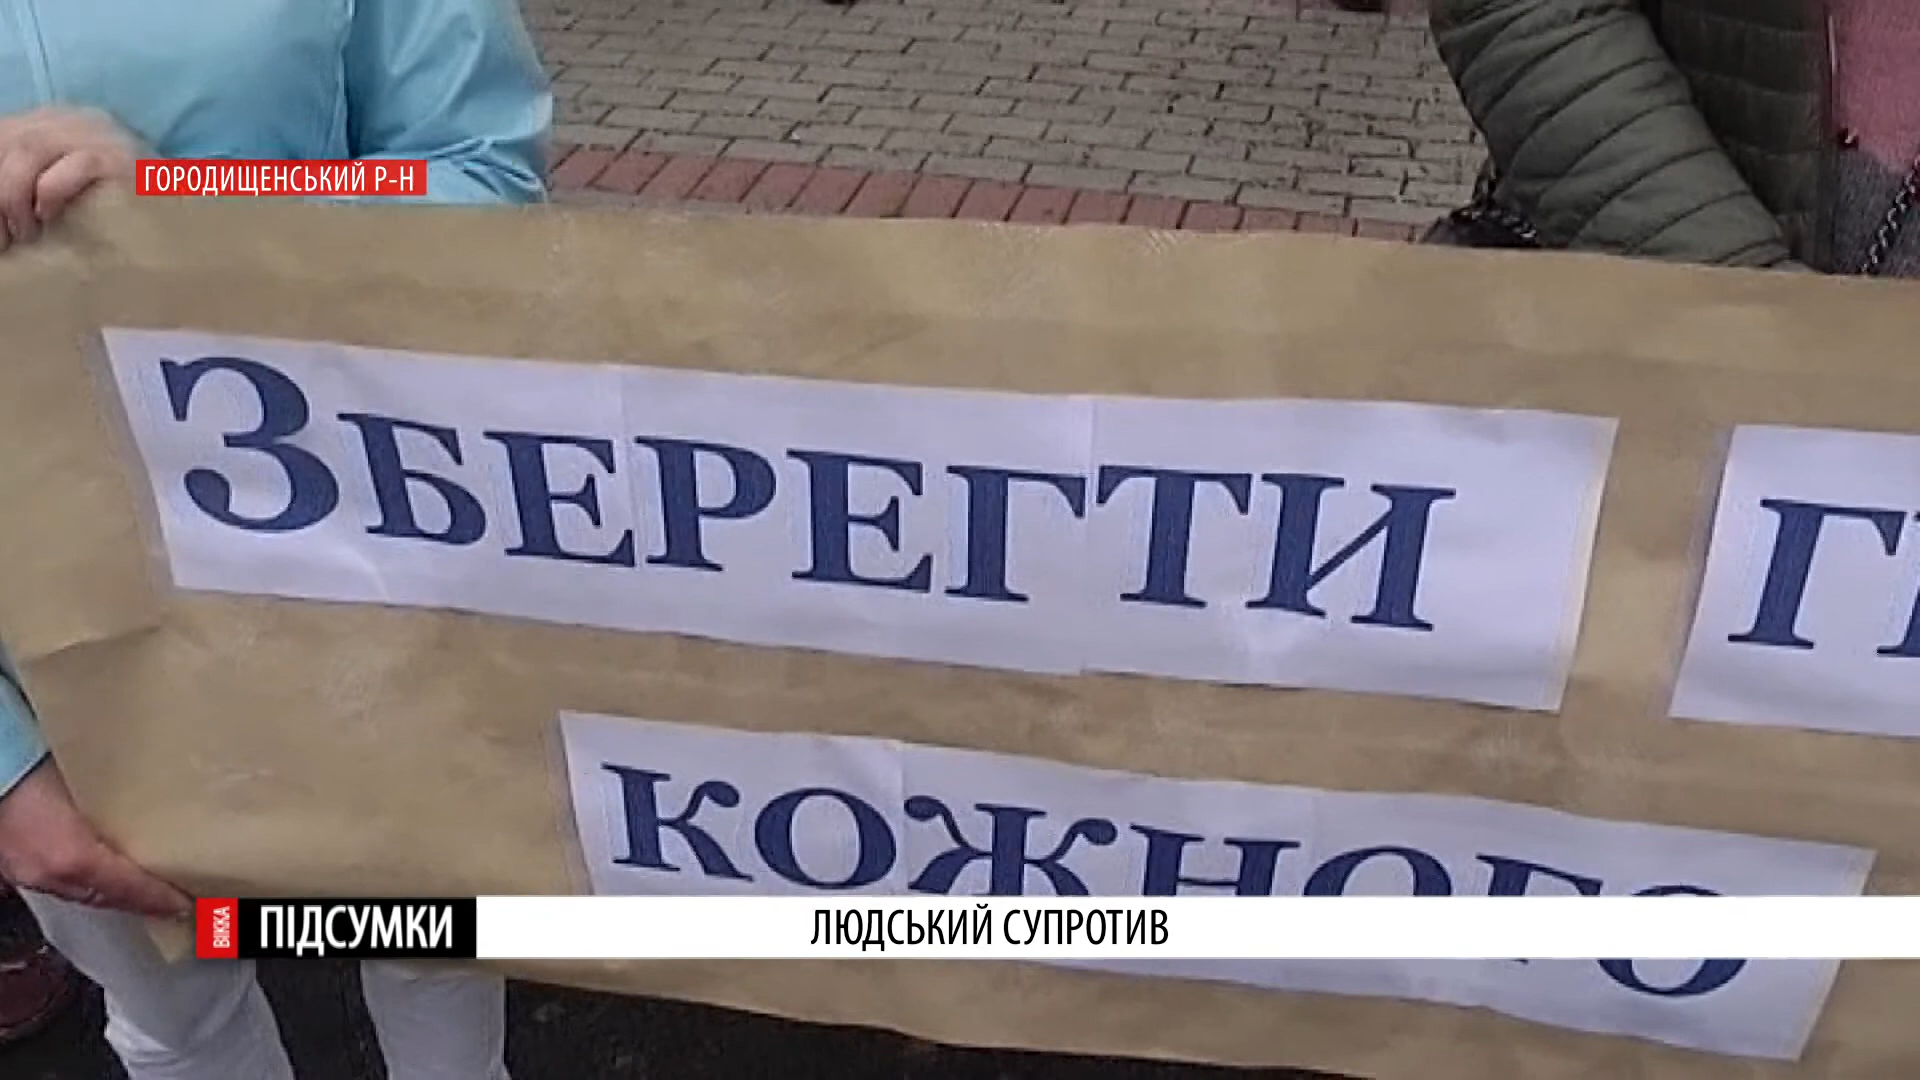 ГОРОДИЩЕНСЬКИЙ Р-Н
ЗБЕРЕГТИ
КОЖНОГО
ВІККА ПІДСУМКИ
ЛЮДСЬКИЙ СУПРОТИВ